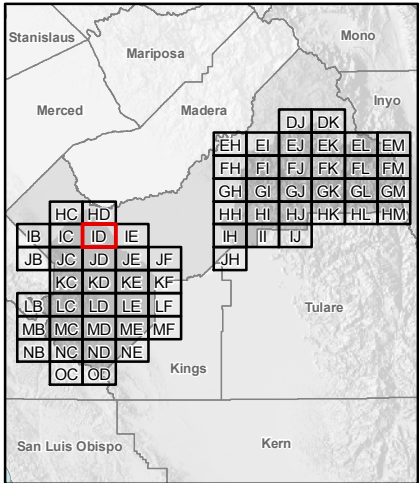 Stanislaus
Mono
Mariposa
Inyo
Merced
Madera
DJ DK
EH EI EJ EK EL EM
FH FI FJ FK FL FM
GH GI GJ GK GL GM
HC HD HH HI HJ HK HL HM
IB IC ID IE IH II IJ
JB JC JD JE JF JH
KC KD KE KF
LB LC LD LE LF
Tulare
MB MC MD ME MF
NB NC ND NE
Kings
OC OD
San Luis Obispo
Kern